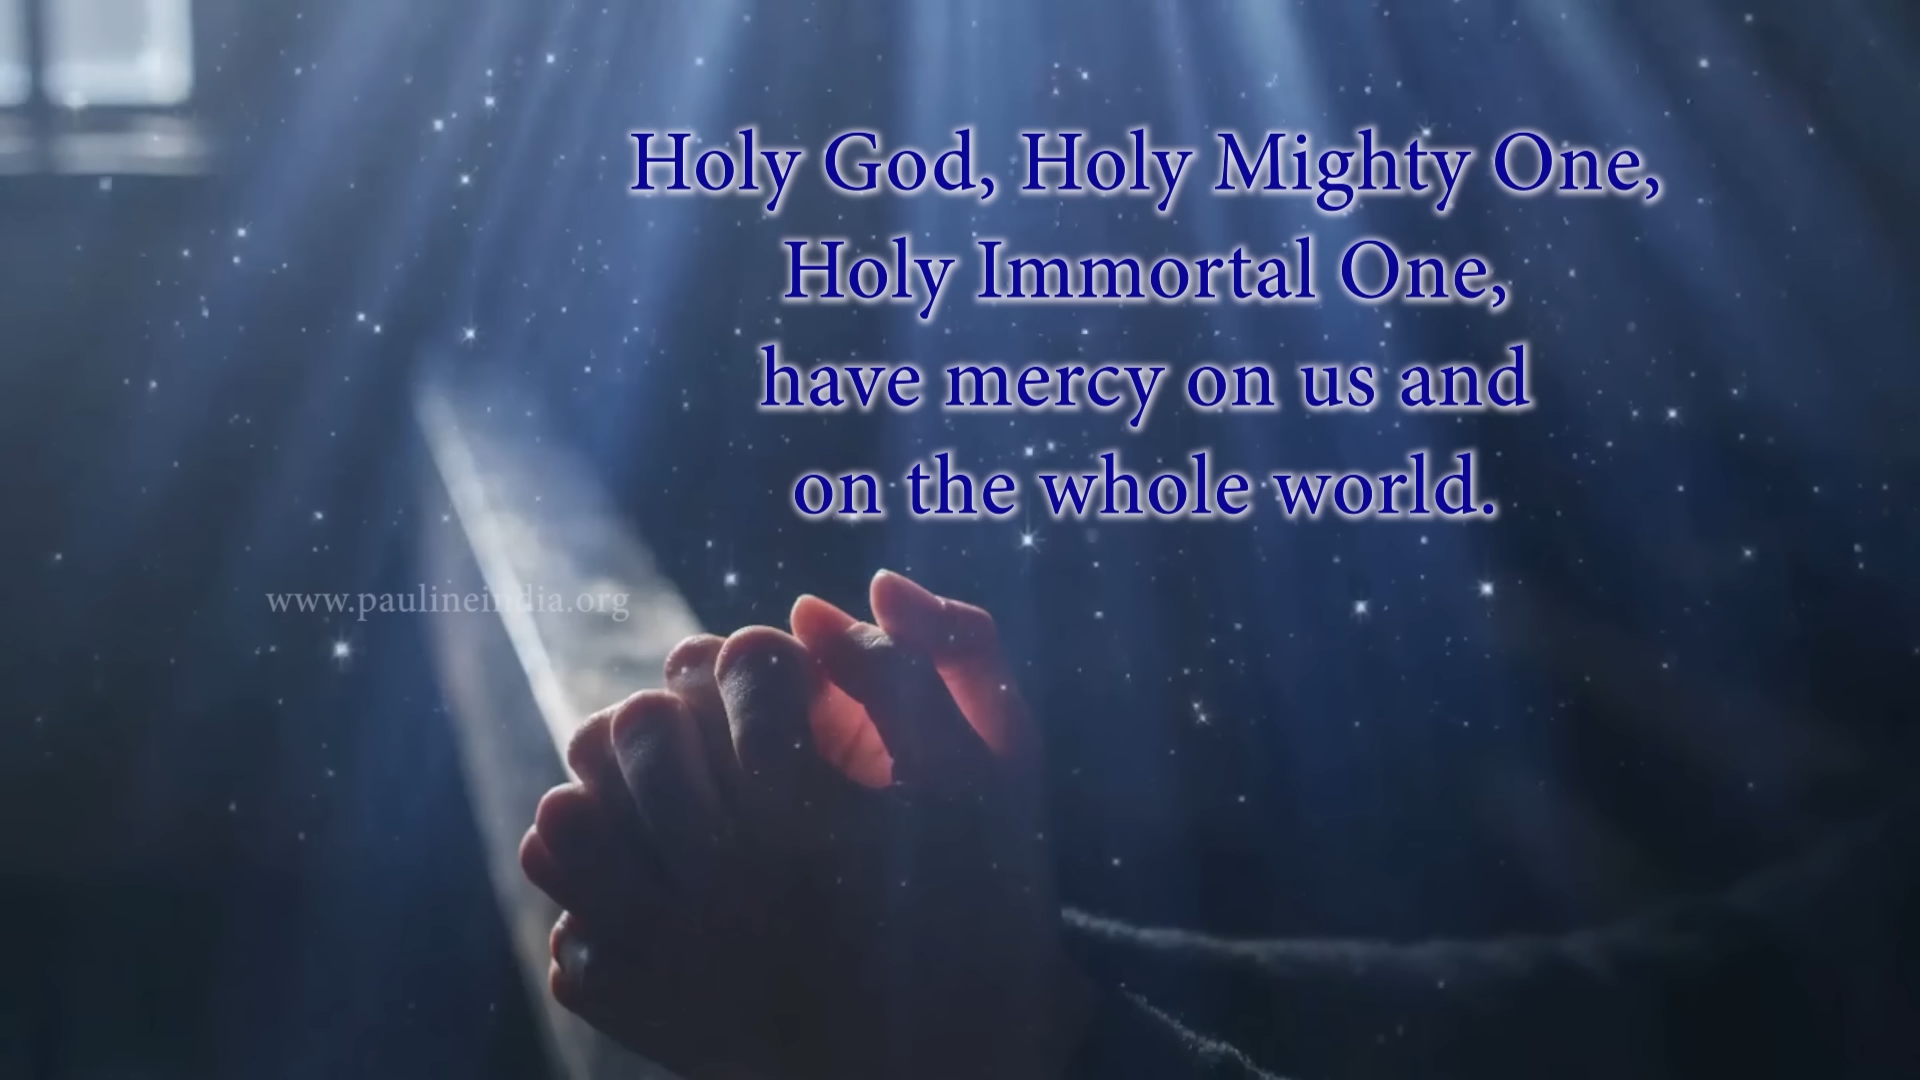 Holy God, Holy Mighty One,
Holy Immortal One,
have mercy on us and
on the whole world.
www.paulineindia.org